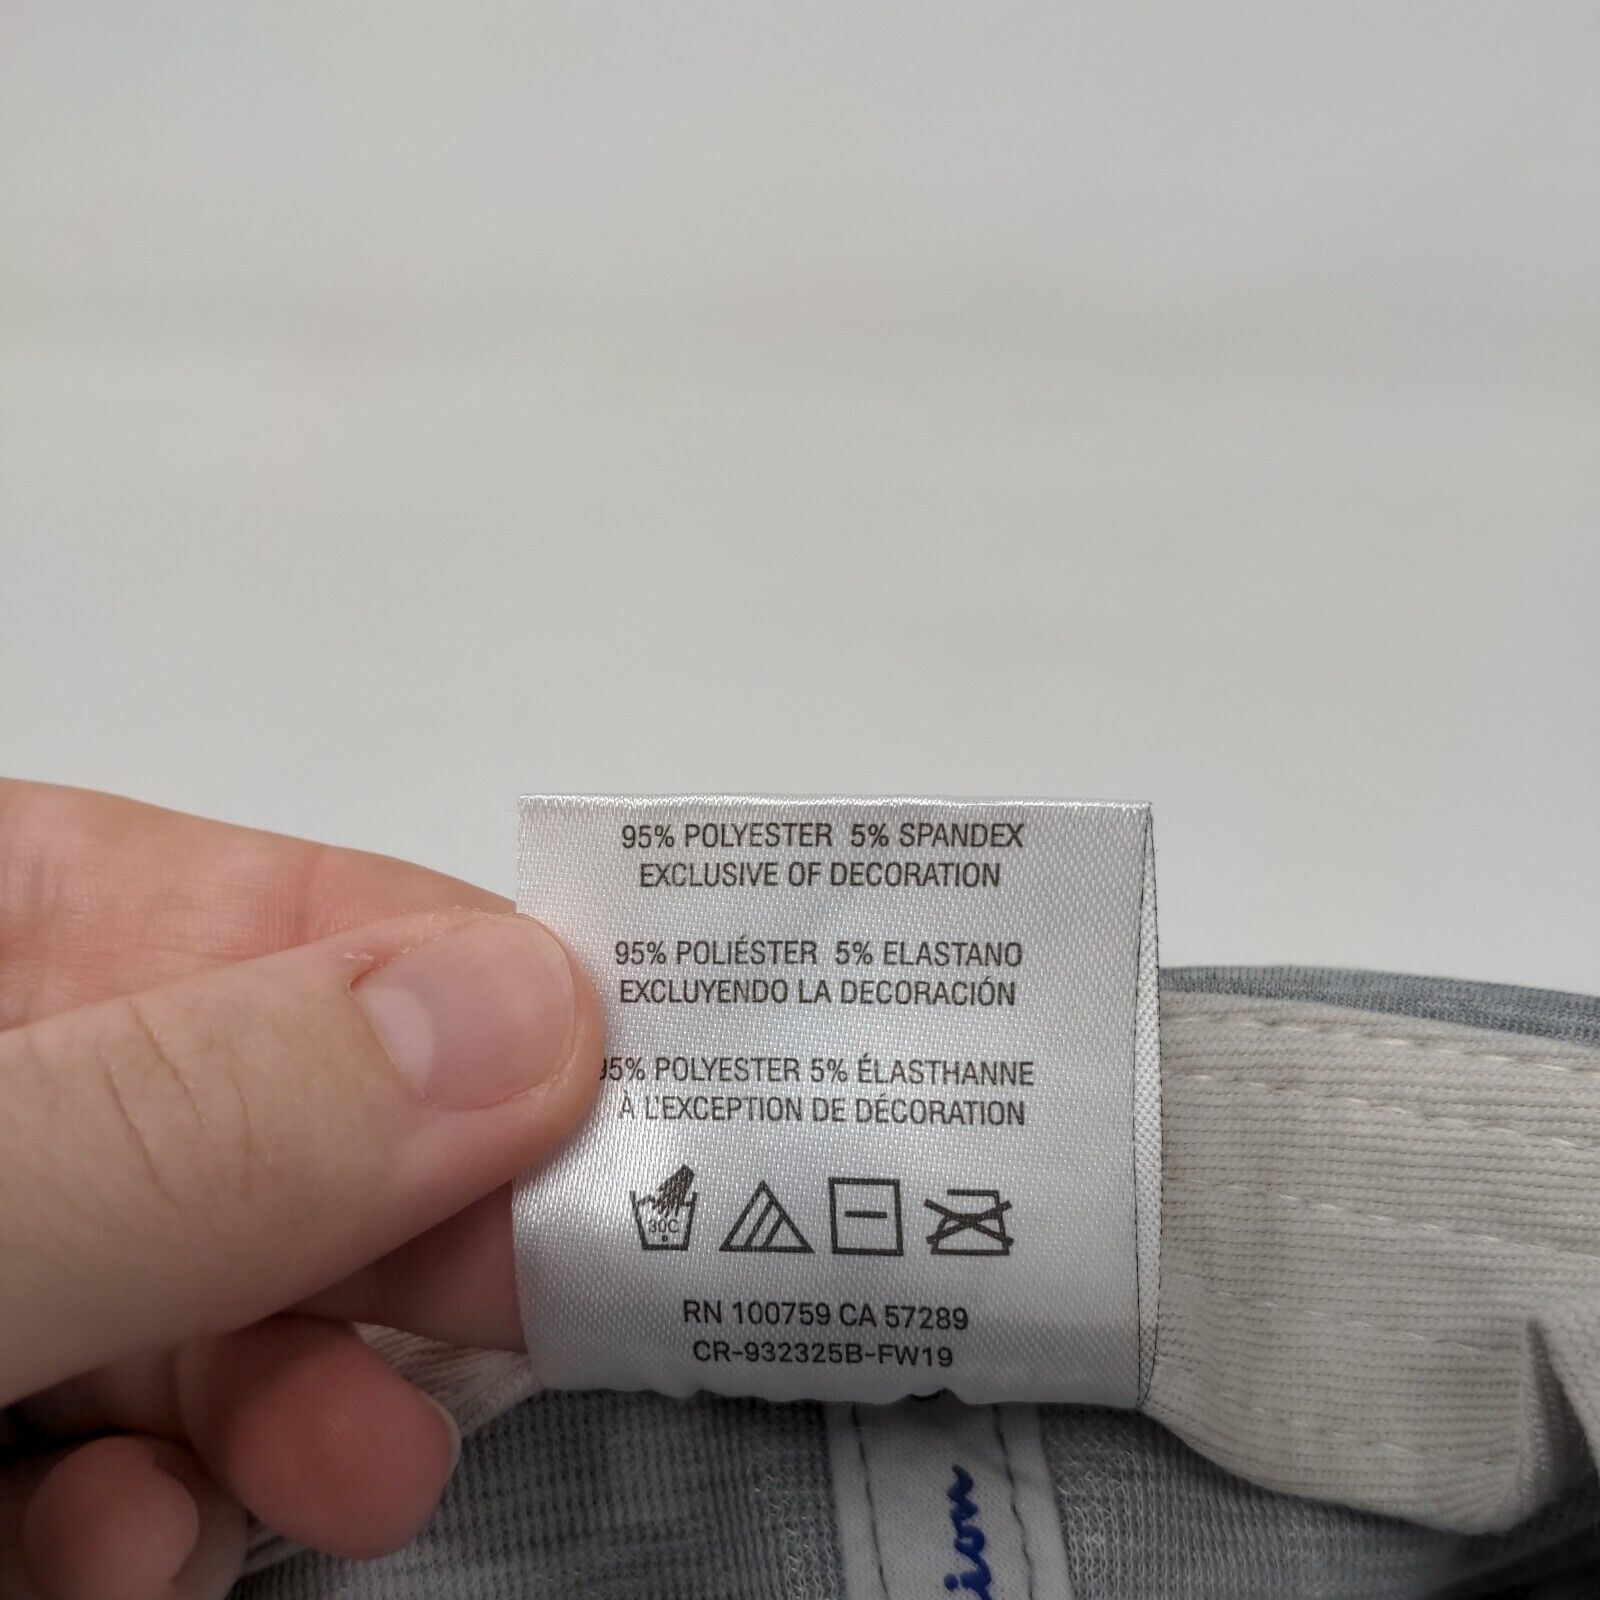 95% POLYESTER 5% SPANDEX
EXCLUSIVE OF DECORATION
95% POLIÉSTER 5% ELASTANO
EXCLUYENDO LA DECORACIÓN
95% POLYESTER 5% ÉLASTHANNE
À L'EXCEPTION DE DÉCORATION
30C
RN 100759 CA 57289
CR-932325B-FW19
ion